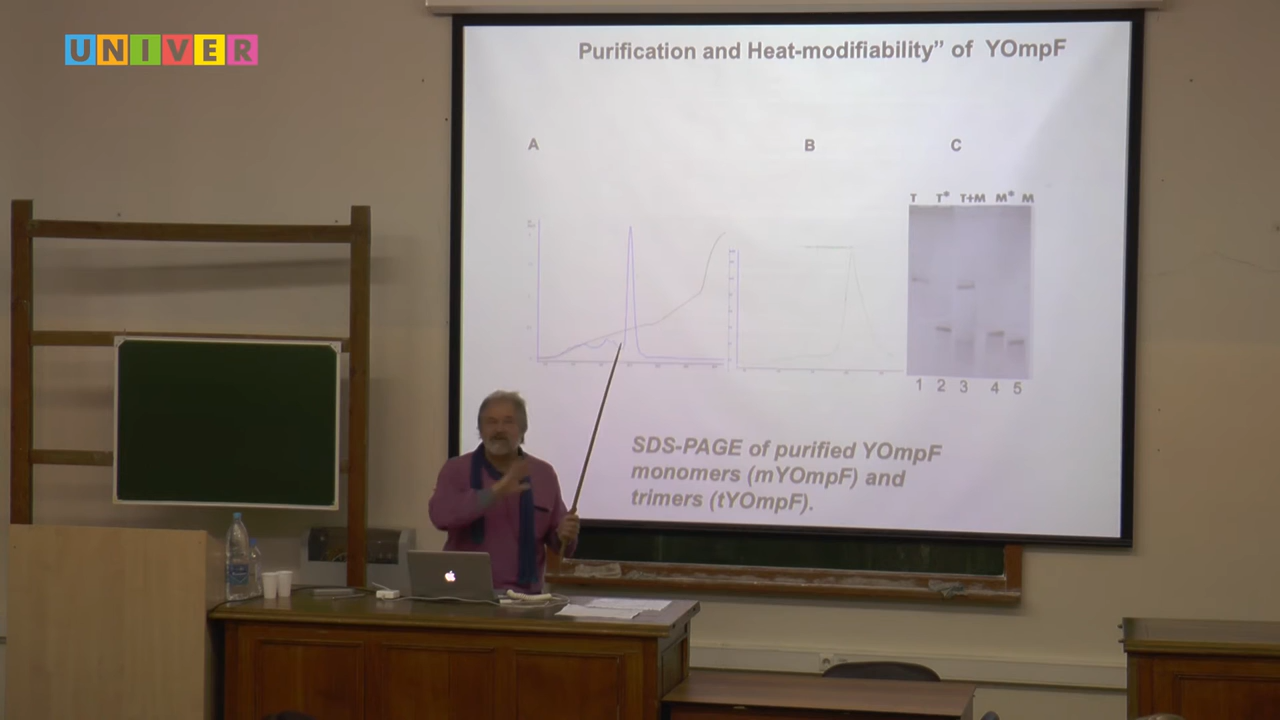 UNIVER
Purification and Heat-modifiability” of YOmpF
A
B
C
T T* T+M M* M
1 2 3 4 5
SDS-PAGE of purified YOmpF
monomers (mYOmpF) and
trimers (tYOmpF).